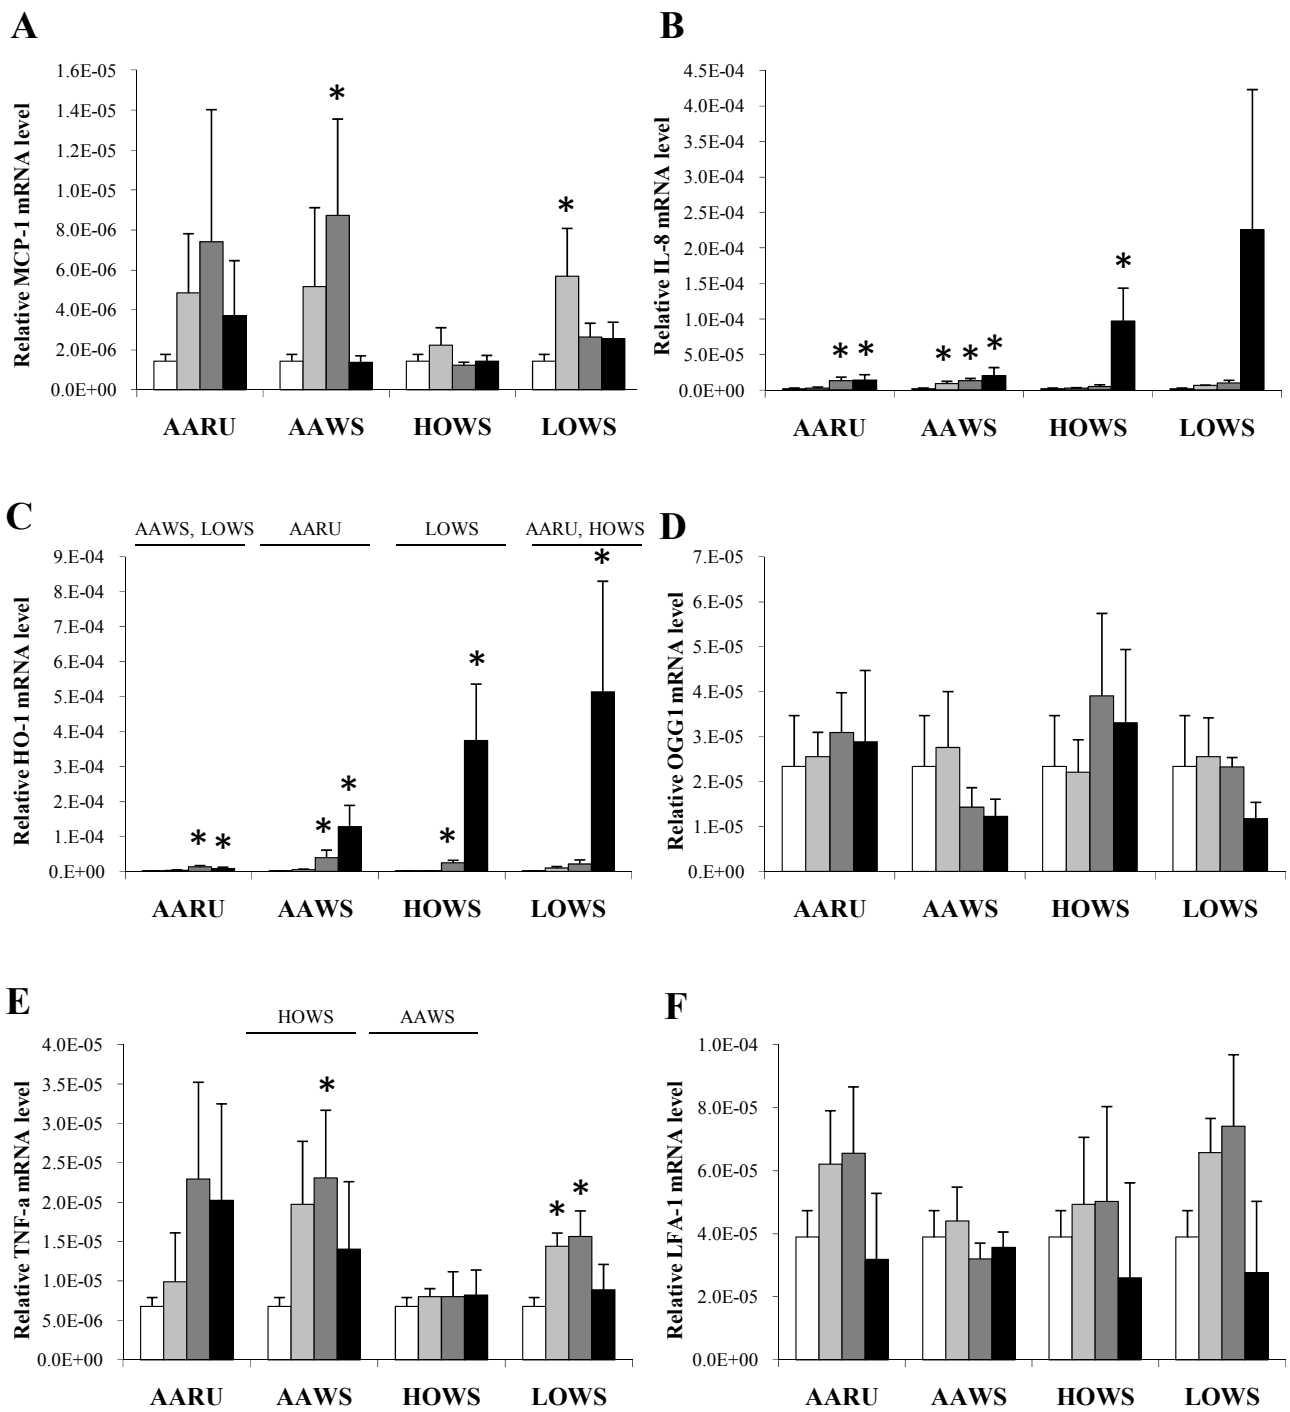 A
Relative MCP-1 mRNA level
1.6E-05
1.4E-05
1.2E-05
1.0E-05
8.0E-06
6.0E-06
4.0E-06
2.0E-06
0.0E+00
*
*
AARU AAWS HOWS LOWS
B
Relative IL-8 mRNA level
4.5E-04
4.0E-04
3.5E-04
3.0E-04
2.5E-04
2.0E-04
1.5E-04
1.0E-04
5.0E-05
0.0E+00
* * * * * *
AARU AAWS HOWS LOWS
C
AAWS, LOWS AARU LOWS AARU, HOWS
Relative HO-1 mRNA level
9.E-04
8.E-04
7.E-04
6.E-04
5.E-04
4.E-04
3.E-04
2.E-04
1.E-04
0.E+00
* * * * * * *
AARU AAWS HOWS LOWS
D
Relative OGG1 mRNA level
7.E-05
6.E-05
5.E-05
4.E-05
3.E-05
2.E-05
1.E-05
0.E+00
AARU AAWS HOWS LOWS
E
HOWS AAWS
Relative TNF-a mRNA level
4.0E-05
3.5E-05
3.0E-05
2.5E-05
2.0E-05
1.5E-05
1.0E-05
5.0E-06
0.0E+00
* * *
AARU AAWS HOWS LOWS
F
Relative LFA-1 mRNA level
1.0E-04
8.0E-05
6.0E-05
4.0E-05
2.0E-05
0.0E+00
AARU AAWS HOWS LOWS